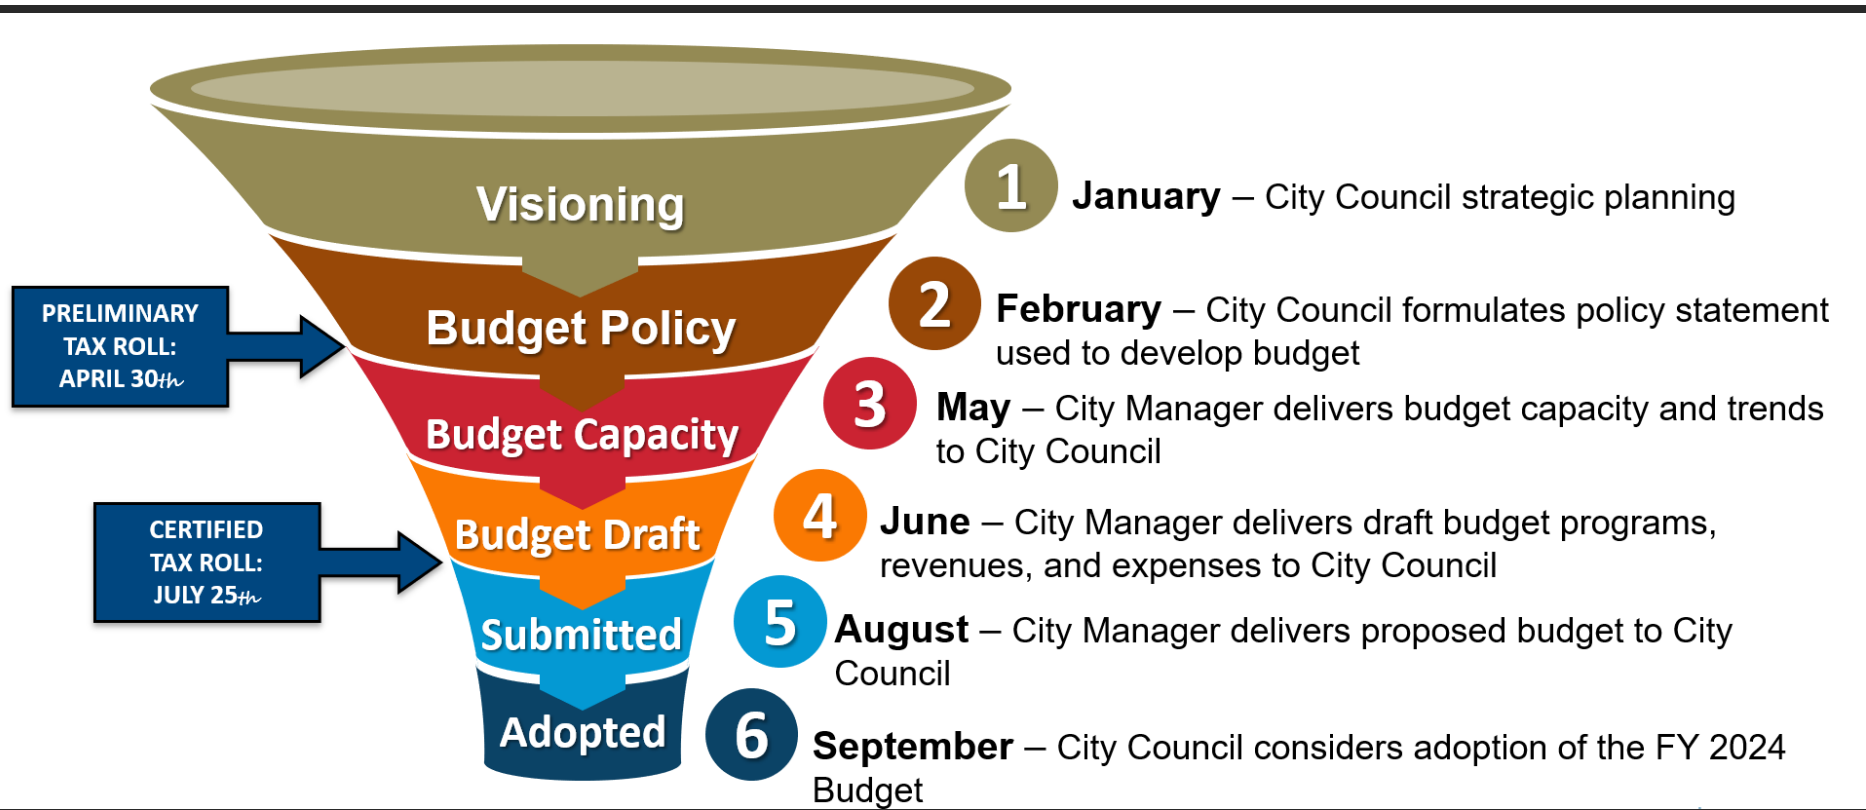 Visioning
1
January – City Council strategic planning
PRELIMINARY
TAX ROLL:
APRIL 30th
Budget Policy
2
February – City Council formulates policy statement
used to develop budget
Budget Capacity
3
May – City Manager delivers budget capacity and trends
to City Council
CERTIFIED
TAX ROLL:
JULY 25th
Budget Draft
4
June – City Manager delivers draft budget programs,
revenues, and expenses to City Council
Submitted
5
August – City Manager delivers proposed budget to City
Council
Adopted
6
September – City Council considers adoption of the FY 2024
Budget